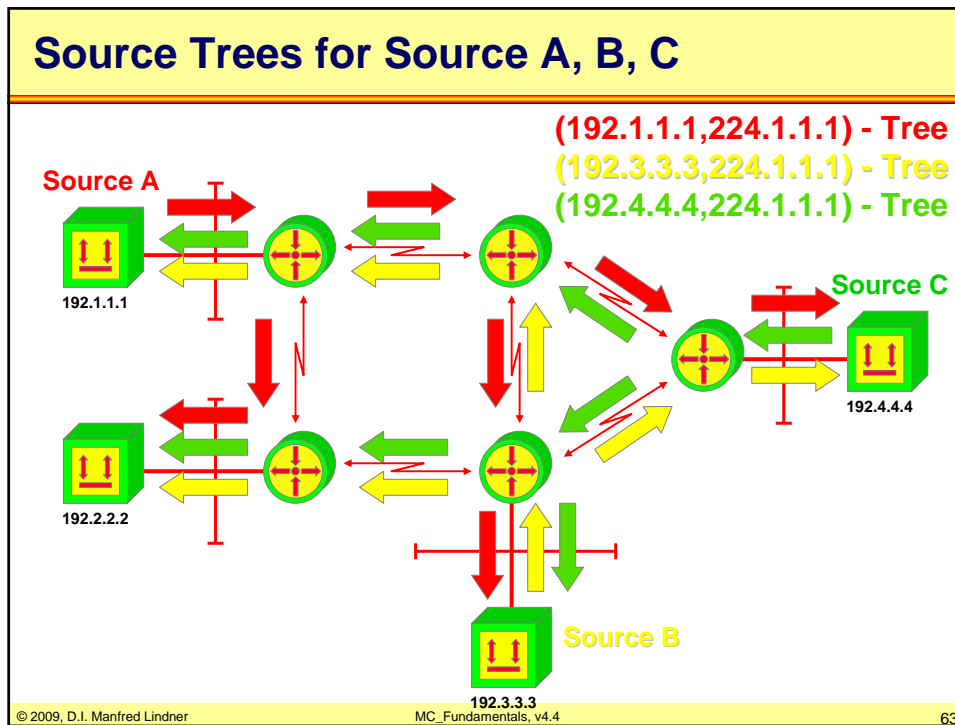 Source Trees for Source A, B, C
(192.1.1.1,224.1.1.1) - Tree
(192.3.3.3,224.1.1.1) - Tree
(192.4.4.4,224.1.1.1) - Tree
Source A
192.1.1.1
Source C
192.4.4.4
192.2.2.2
Source B
192.3.3.3
© 2009, D.I. Manfred Lindner
MC_Fundamentals, v4.4
63